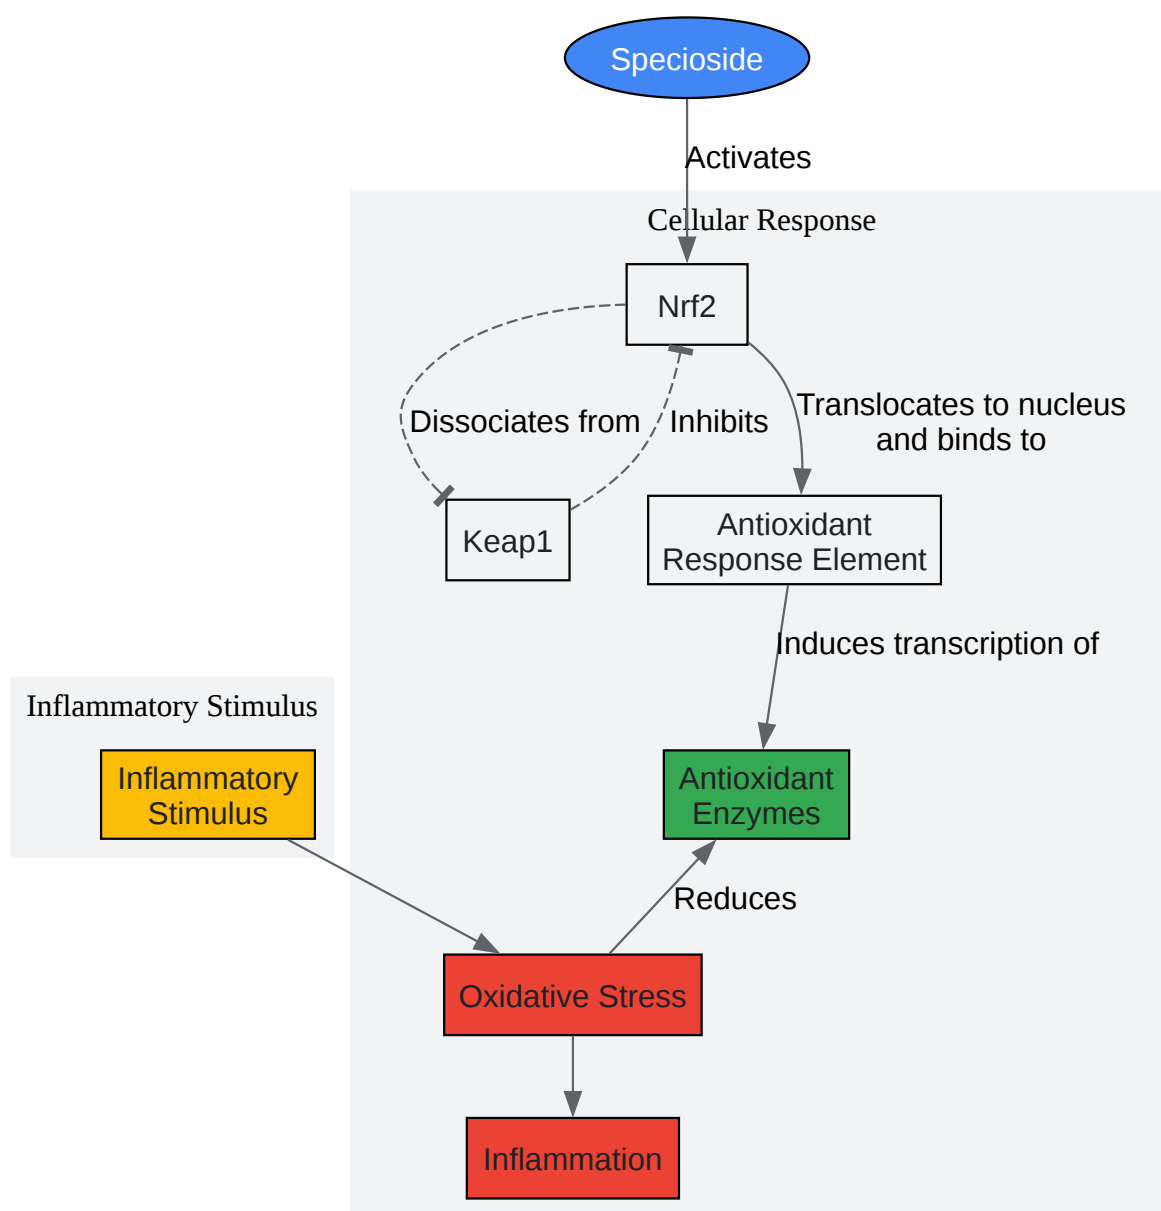 Specioside
Activates
Cellular Response
Nrf2
Translocates to nucleus
and binds to
Dissociates from
Inhibits
Keap1
Antioxidant
Response Element
Induces transcription of
Inflammatory Stimulus
Inflammatory
Stimulus
Antioxidant
Enzymes
Reduces
Oxidative Stress
Inflammation